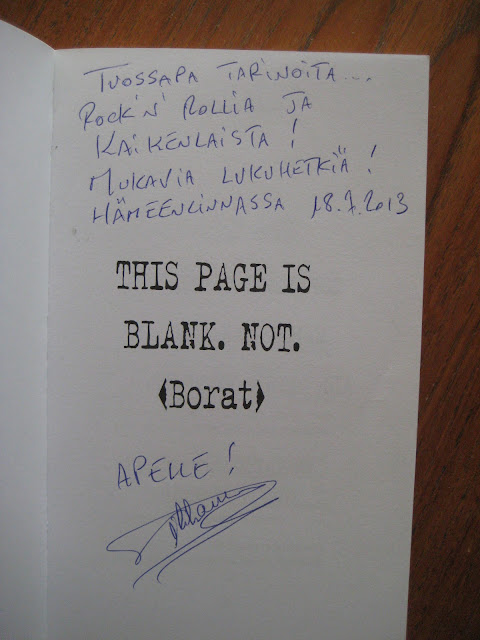 TUOSSAPA TARINOITA...
ROCK'N' ROLLIA JA
KAIKENLAISTA!
MUKAVIA LUKUHETKIÄ!
HÄMEENLINNASSA 18.7.2013
THIS PAGE IS
BLANK. NOT.
(Borat)
APELLE!